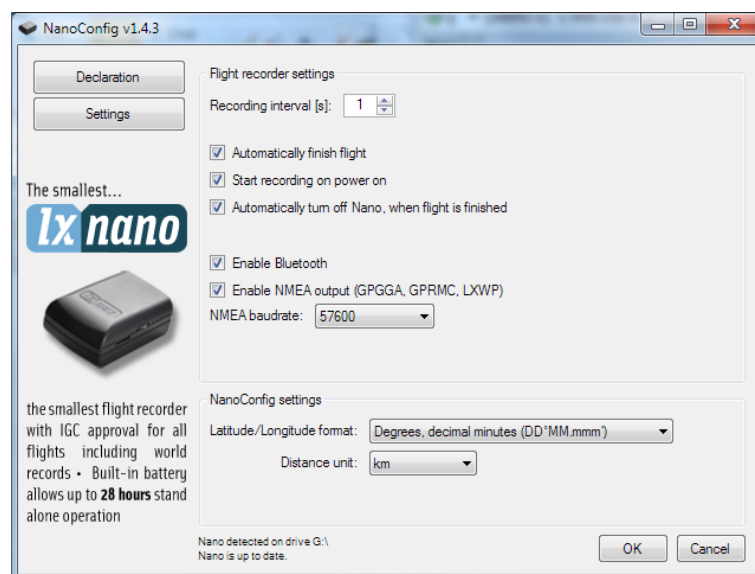 NanoConfig v1.4.3
Declaration
Settings
The smallest...
lx nano
the smallest flight recorder
with IGC approval for all
flights including world
records • Built-in battery
allows up to 28 hours stand
alone operation
Flight recorder settings
Recording interval [s]: 1
Automatically finish flight
Start recording on power on
Automatically turn off Nano, when flight is finished
Enable Bluetooth
Enable NMEA output (GPGGA, GPRMC, LXWP)
NMEA baudrate: 57600
NanoConfig settings
Latitude/Longitude format: Degrees, decimal minutes (DD°MM.mmm')
Distance unit: km
Nano detected on drive G:\
Nano is up to date.
OK Cancel